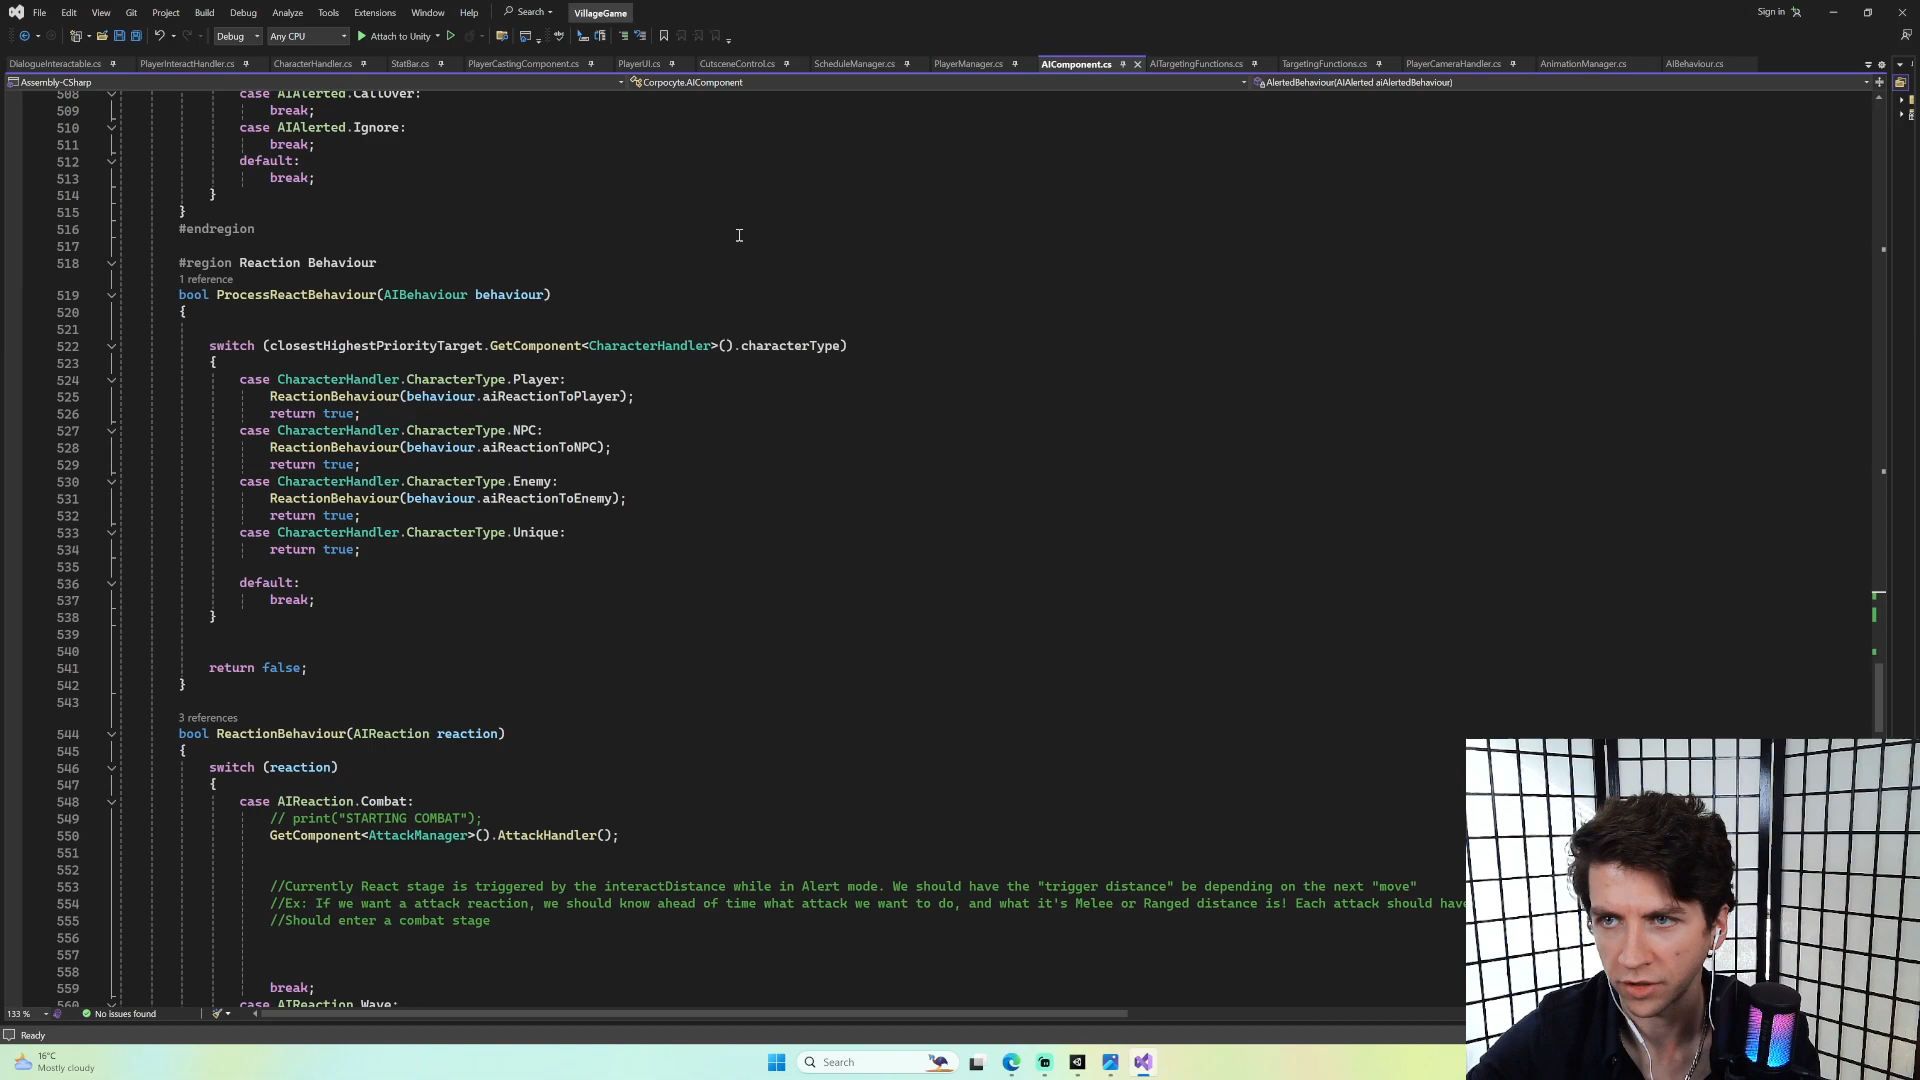 File Edit View Git Project Build Debug Analyze Tools Extensions Window Help Search VillageGame Sign in
Debug Any CPU Attach to Unity
DialogueInteractable.cs PlayerInteractHandler.cs CharacterHandler.cs StatBar.cs PlayerCastingComponent.cs PlayerUI.cs CutsceneControl.cs ScheduleManager.cs PlayerManager.cs AIComponent.cs AITargetingFunctions.cs TargetingFunctions.cs PlayerCameraHandler.cs AnimationManager.cs AIBehaviour.cs
Assembly-CSharp Corpocyte.AIComponent AlertedBehaviour(AIAlerted aiAlertedBehaviour)
508 case AIAlerted.CallOver:
509 break;
510 case AIAlerted.Ignore:
511 break;
512 default:
513 break;
514 }
515 }
516 #endregion
517
518 #region Reaction Behaviour
1 reference
519 bool ProcessReactBehaviour(AIBehaviour behaviour)
520 {
521
522 switch (closestHighestPriorityTarget.GetComponent<CharacterHandler>().characterType)
523 {
524 case CharacterHandler.CharacterType.Player:
525 ReactionBehaviour(behaviour.aiReactionToPlayer);
526 return true;
527 case CharacterHandler.CharacterType.NPC:
528 ReactionBehaviour(behaviour.aiReactionToNPC);
529 return true;
530 case CharacterHandler.CharacterType.Enemy:
531 ReactionBehaviour(behaviour.aiReactionToEnemy);
532 return true;
533 case CharacterHandler.CharacterType.Unique:
534 return true;
535
536 default:
537 break;
538 }
539
540
541 return false;
542 }
543
3 references
544 bool ReactionBehaviour(AIReaction reaction)
545 {
546 switch (reaction)
547 {
548 case AIReaction.Combat:
549 // print("STARTING COMBAT");
550 GetComponent<AttackManager>().AttackHandler();
551
552
553 //Currently React stage is triggered by the interactDistance while in Alert mode. We should have the "trigger distance" be depending on the next "move"
554 //Ex: If we want a attack reaction, we should know ahead of time what attack we want to do, and what it's Melee or Ranged distance is! Each attack should hav
555 //Should enter a combat stage
556
557
558
559 break;
560 case AIReaction.Wave:
133 % No issues found
Ready
16°C
Mostly cloudy
Search